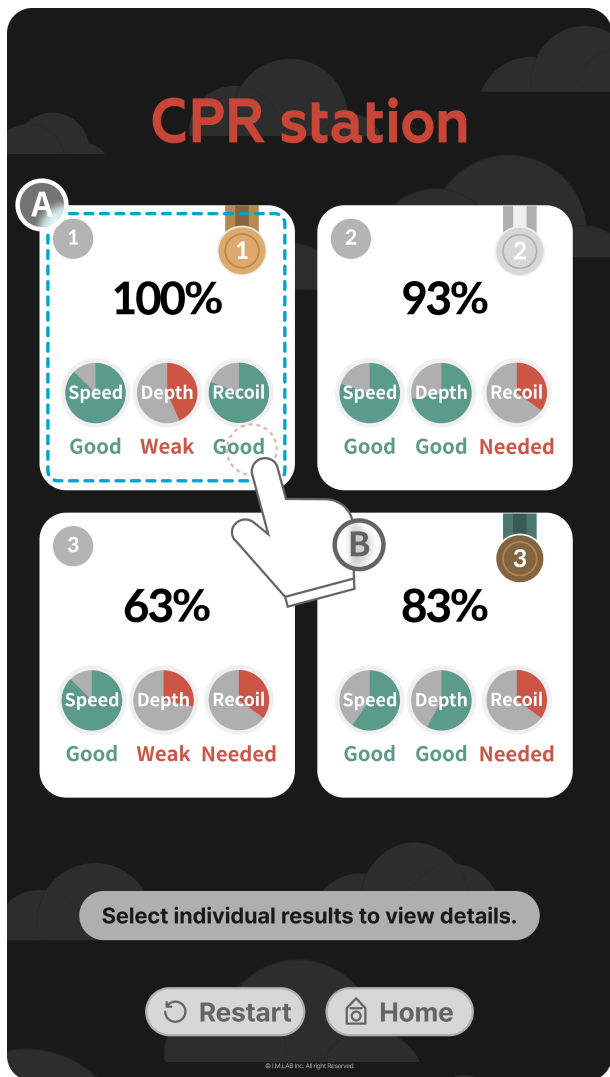 CPR station
A
1
1
100%
Speed Depth Recoil
Good Weak Good
2
2
93%
Speed Depth Recoil
Good Good Needed
B
3
63%
Speed Depth Recoil
Good Weak Needed
3
83%
Speed Depth Recoil
Good Good Needed
Select individual results to view details.
Restart
Home
© I.M.LAB Inc. All right Reserved